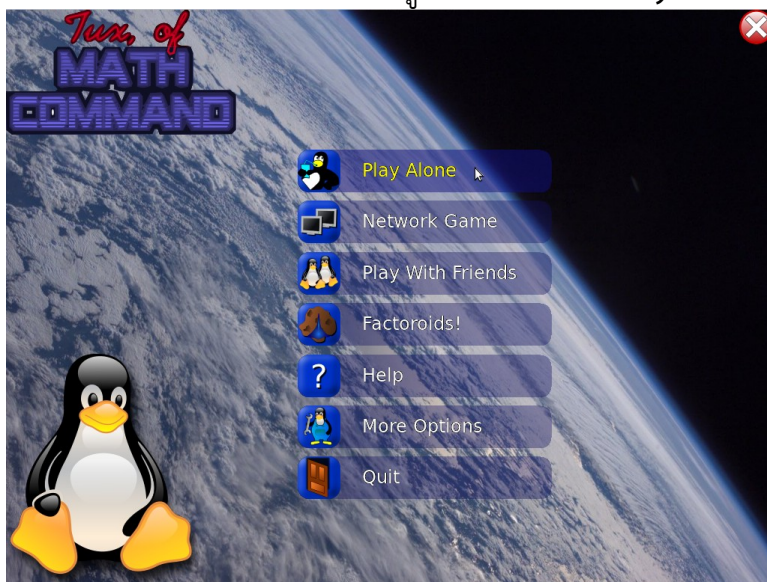 Tux, of
MATH
COMMAND
Play Alone
Network Game
Play With Friends
Factoroids!
? Help
More Options
Quit